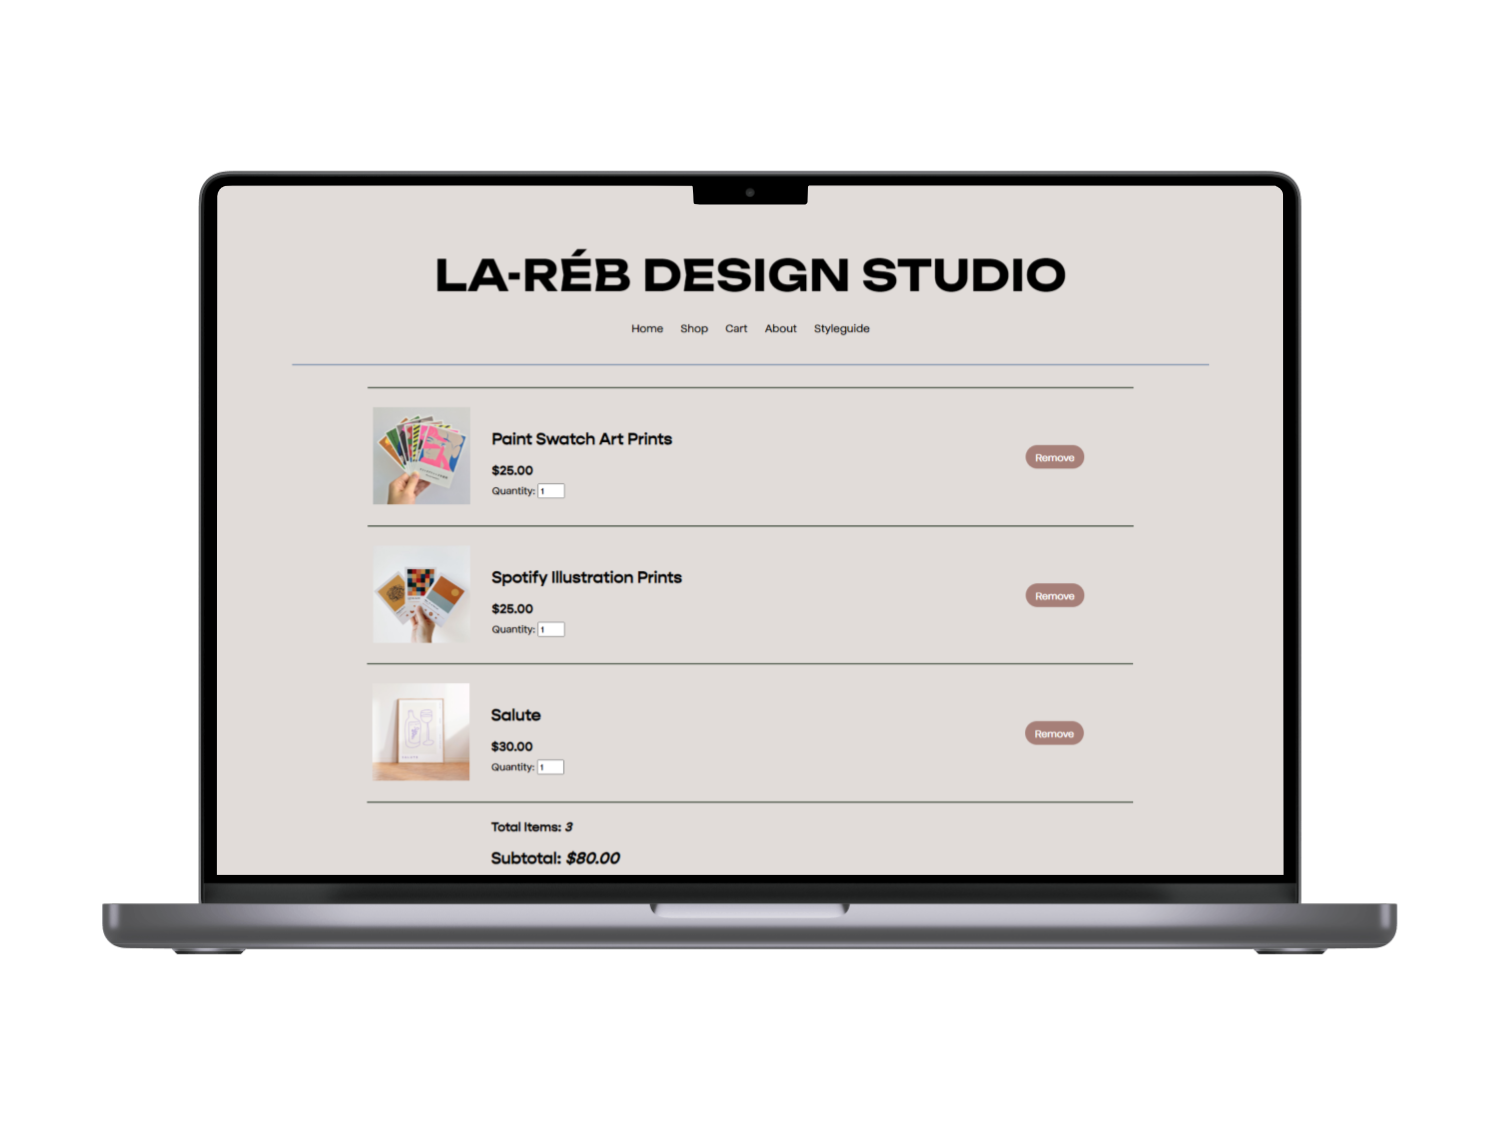 LA-RÉB DESIGN STUDIO
Home Shop Cart About Styleguide
Paint Swatch Art Prints
$25.00
Quantity: 1
Remove
Spotify Illustration Prints
$25.00
Quantity: 1
Remove
Salute
$30.00
Quantity: 1
Remove
Total Items: 3
Subtotal: $80.00